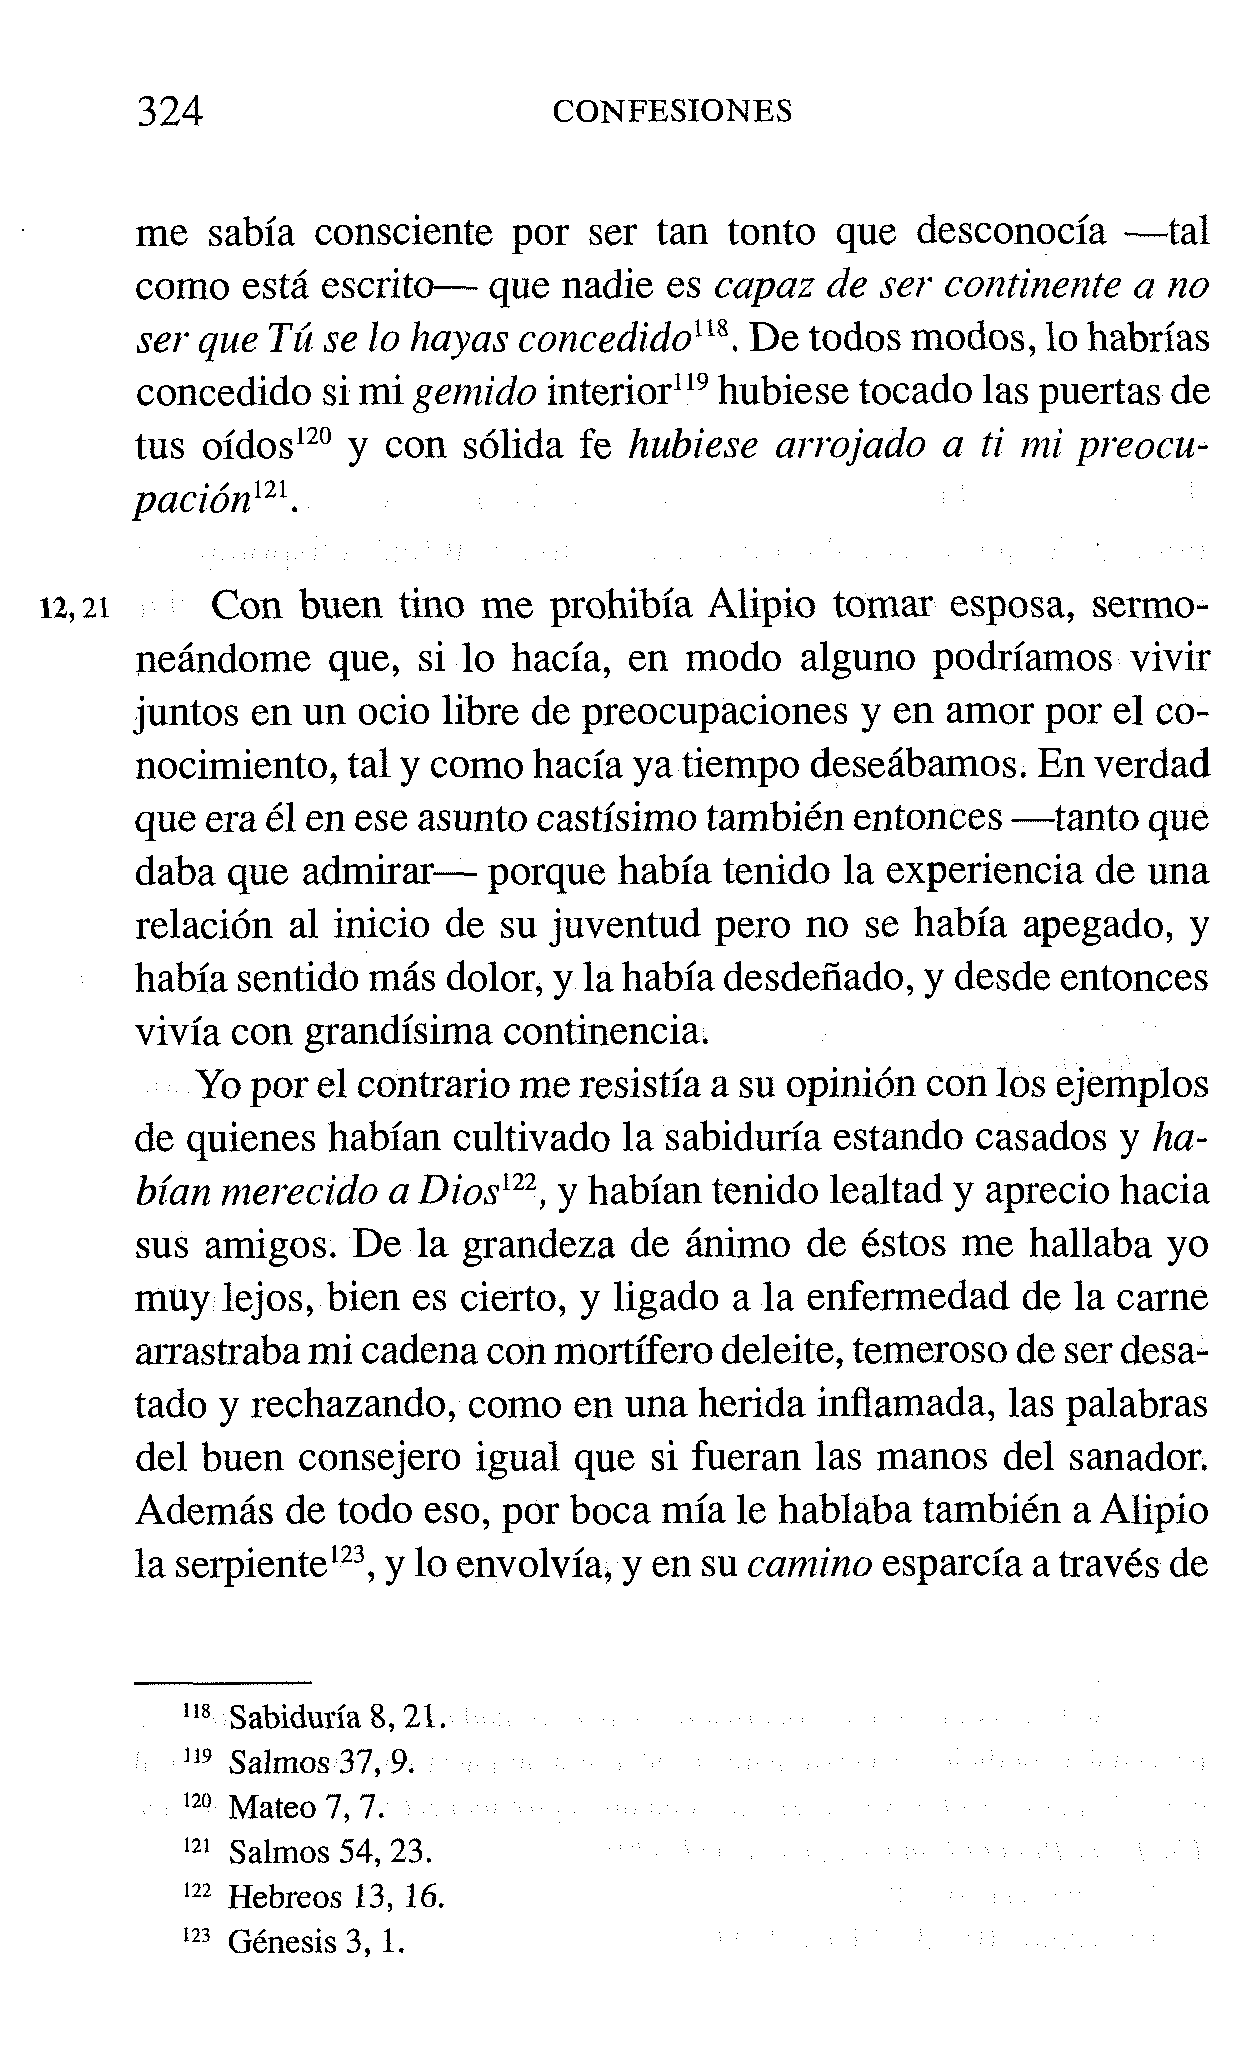 324 CONFESIONES
me sabía consciente por ser tan tonto que desconocía —tal
como está escrito— que nadie es capaz de ser continente a no
ser que Tú se lo hayas concedido¹¹⁸. De todos modos, lo habrías
concedido si mi gemido interior¹¹⁹ hubiese tocado las puertas de
tus oídos¹²⁰ y con sólida fe hubiese arrojado a ti mi preocu-
pación¹²¹.
12, 21 Con buen tino me prohibía Alipio tomar esposa, sermo-
neándome que, si lo hacía, en modo alguno podríamos vivir
juntos en un ocio libre de preocupaciones y en amor por el co-
nocimiento, tal y como hacía ya tiempo deseábamos. En verdad
que era él en ese asunto castísimo también entonces —tanto que
daba que admirar— porque había tenido la experiencia de una
relación al inicio de su juventud pero no se había apegado, y
había sentido más dolor, y la había desdeñado, y desde entonces
vivía con grandísima continencia.
Yo por el contrario me resistía a su opinión con los ejemplos
de quienes habían cultivado la sabiduría estando casados y ha-
bían merecido a Dios¹²², y habían tenido lealtad y aprecio hacia
sus amigos. De la grandeza de ánimo de éstos me hallaba yo
muy lejos, bien es cierto, y ligado a la enfermedad de la carne
arrastraba mi cadena con mortífero deleite, temeroso de ser desa-
tado y rechazando, como en una herida inflamada, las palabras
del buen consejero igual que si fueran las manos del sanador.
Además de todo eso, por boca mía le hablaba también a Alipio
la serpiente¹²³, y lo envolvía, y en su camino esparcía a través de
¹¹⁸ Sabiduría 8, 21.
¹¹⁹ Salmos 37, 9.
¹²⁰ Mateo 7, 7.
¹²¹ Salmos 54, 23.
¹²² Hebreos 13, 16.
¹²³ Génesis 3, 1.